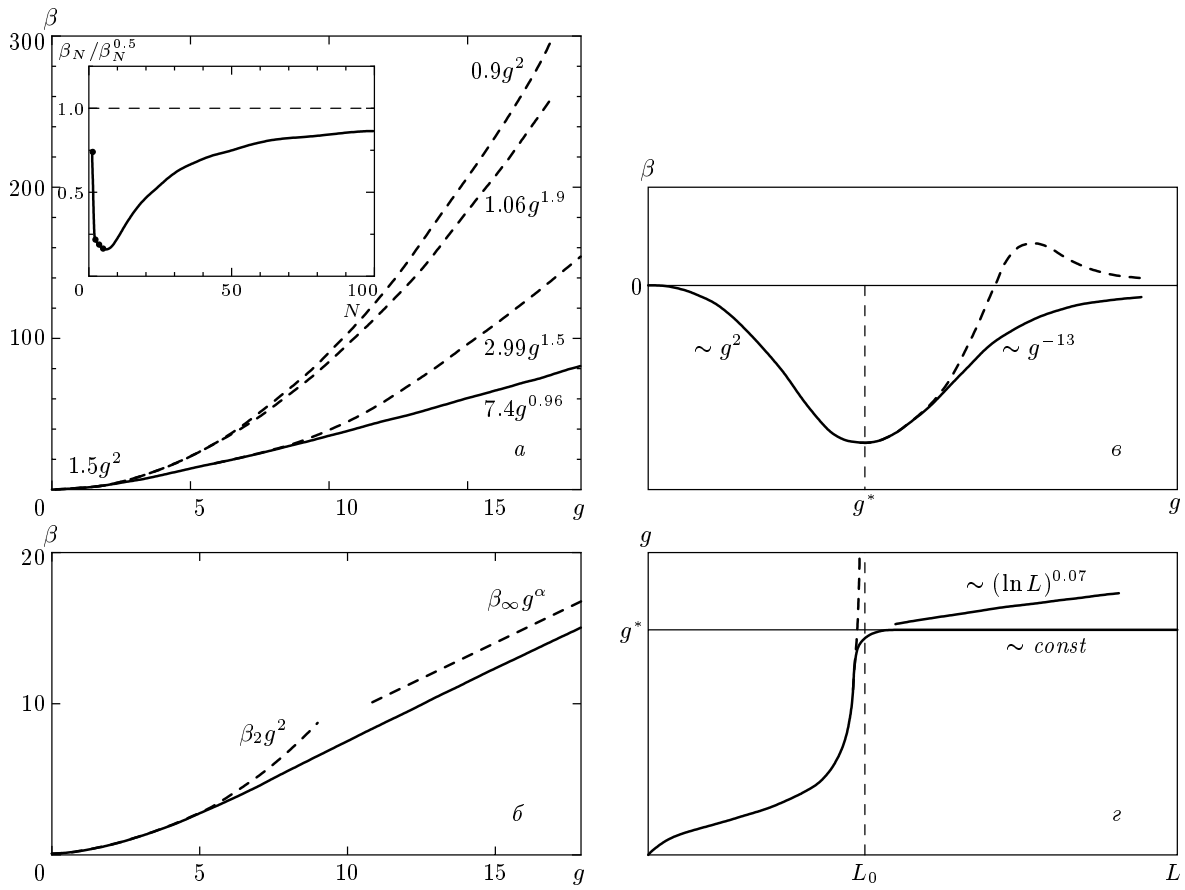 β
300
200
100
0
5
10
15
g
β_N/β_N^{0.5}
1.0
0.5
0
50
100
N
0.9g²
1.06g^{1.9}
2.99g^{1.5}
7.4g^{0.96}
1.5g²
а
β
0
∼ g²
∼ g^{−13}
в
g*
g
β
20
10
0
5
10
15
g
β₂g²
β_∞g^α
б
g
g*
∼ (ln L)^{0.07}
∼ const
г
L₀
L